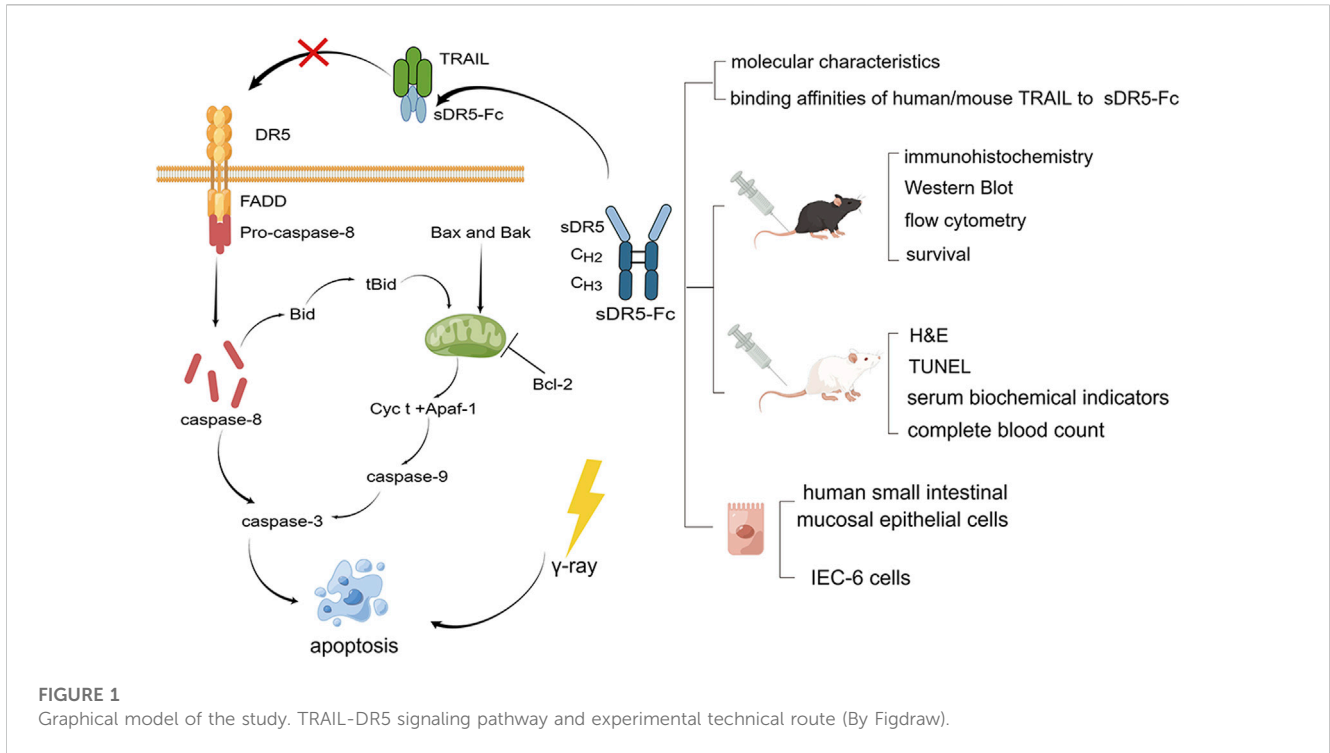 TRAIL
sDR5-Fc
DR5
FADD
Pro-caspase-8
Bax and Bak
tBid
Bid
Bcl-2
caspase-8
Cyc t +Apaf-1
caspase-9
caspase-3
γ-ray
apoptosis
sDR5
CH2
CH3
sDR5-Fc
molecular characteristics
binding affinities of human/mouse TRAIL to sDR5-Fc
immunohistochemistry
Western Blot
flow cytometry
survival
H&E
TUNEL
serum biochemical indicators
complete blood count
human small intestinal
mucosal epithelial cells
IEC-6 cells
FIGURE 1
Graphical model of the study. TRAIL-DR5 signaling pathway and experimental technical route (By Figdraw).